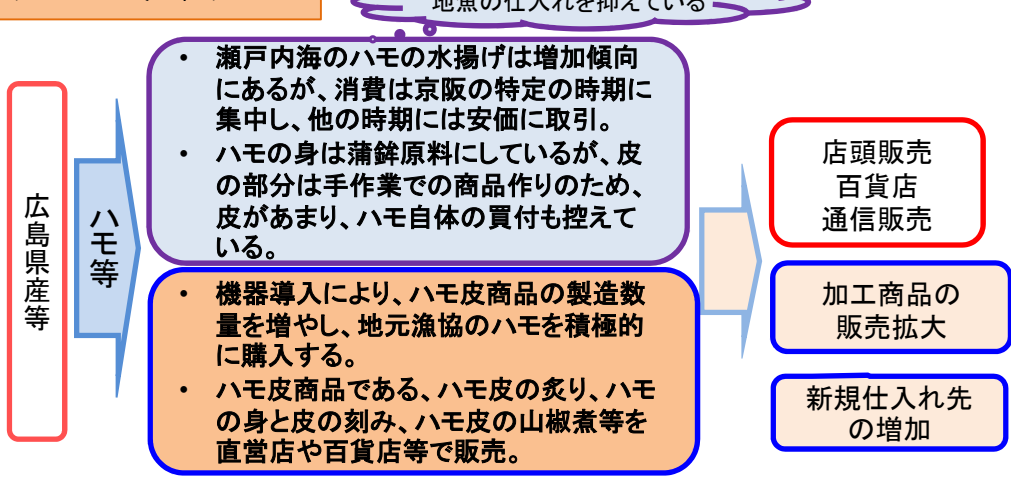 地魚の仕入れを抑えている
・ 瀬戸内海のハモの水揚げは増加傾向
にあるが、消費は京阪の特定の時期に
集中し、他の時期には安価に取引。
・ ハモの身は蒲鉾原料にしているが、皮
の部分は手作業での商品作りのため、
皮があまり、ハモ自体の買付も控えて
いる。
広島県産等
ハモ等
・ 機器導入により、ハモ皮商品の製造数
量を増やし、地元漁協のハモを積極的
に購入する。
・ ハモ皮商品である、ハモ皮の炙り、ハモ
の身と皮の刻み、ハモ皮の山椒煮等を
直営店や百貨店等で販売。
店頭販売
百貨店
通信販売
加工商品の
販売拡大
新規仕入れ先
の増加